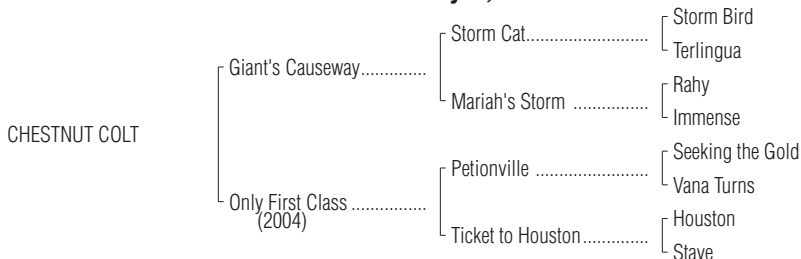 CHESTNUT COLT
Giant's Causeway..............
Only First Class ................
(2004)
Storm Cat..........................
Mariah's Storm ................
Petionville ........................
Ticket to Houston..............
Storm Bird
Terlingua
Rahy
Immense
Seeking the Gold
Vana Turns
Houston
Stave